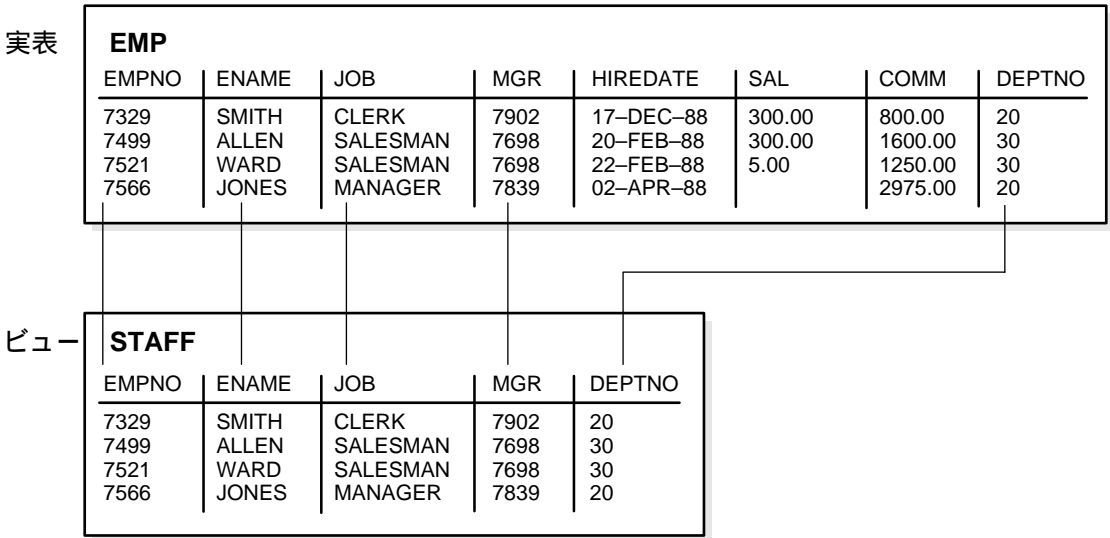 実表
EMP
EMPNO ENAME JOB MGR HIREDATE SAL COMM DEPTNO
7329 SMITH CLERK 7902 17–DEC–88 300.00 800.00 20
7499 ALLEN SALESMAN 7698 20–FEB–88 300.00 1600.00 30
7521 WARD SALESMAN 7698 22–FEB–88 5.00 1250.00 30
7566 JONES MANAGER 7839 02–APR–88 2975.00 20
ビュー
STAFF
EMPNO ENAME JOB MGR DEPTNO
7329 SMITH CLERK 7902 20
7499 ALLEN SALESMAN 7698 30
7521 WARD SALESMAN 7698 30
7566 JONES MANAGER 7839 20